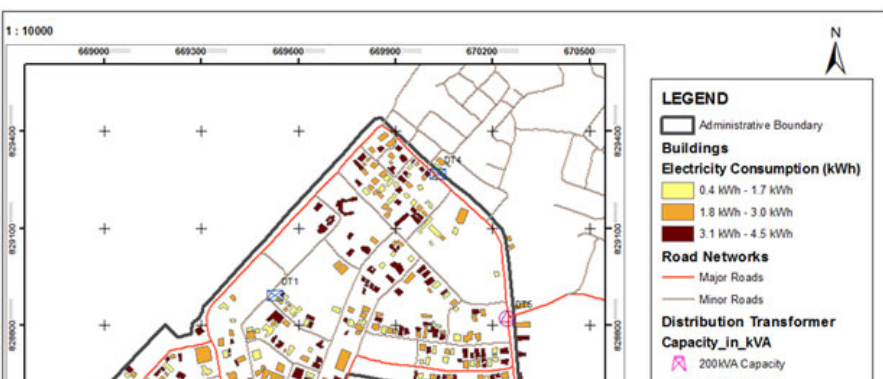 1 : 10000
669000 669300 669600 669900 670200 670500
N
829400
829400
829100
829100
828800
828800
DT4
DT1
DT5
LEGEND
Administrative Boundary
Buildings
Electricity Consumption (kWh)
0.4 kWh - 1.7 kWh
1.8 kWh - 3.0 kWh
3.1 kWh - 4.5 kWh
Road Networks
Major Roads
Minor Roads
Distribution Transformer
Capacity_in_kVA
200kVA Capacity